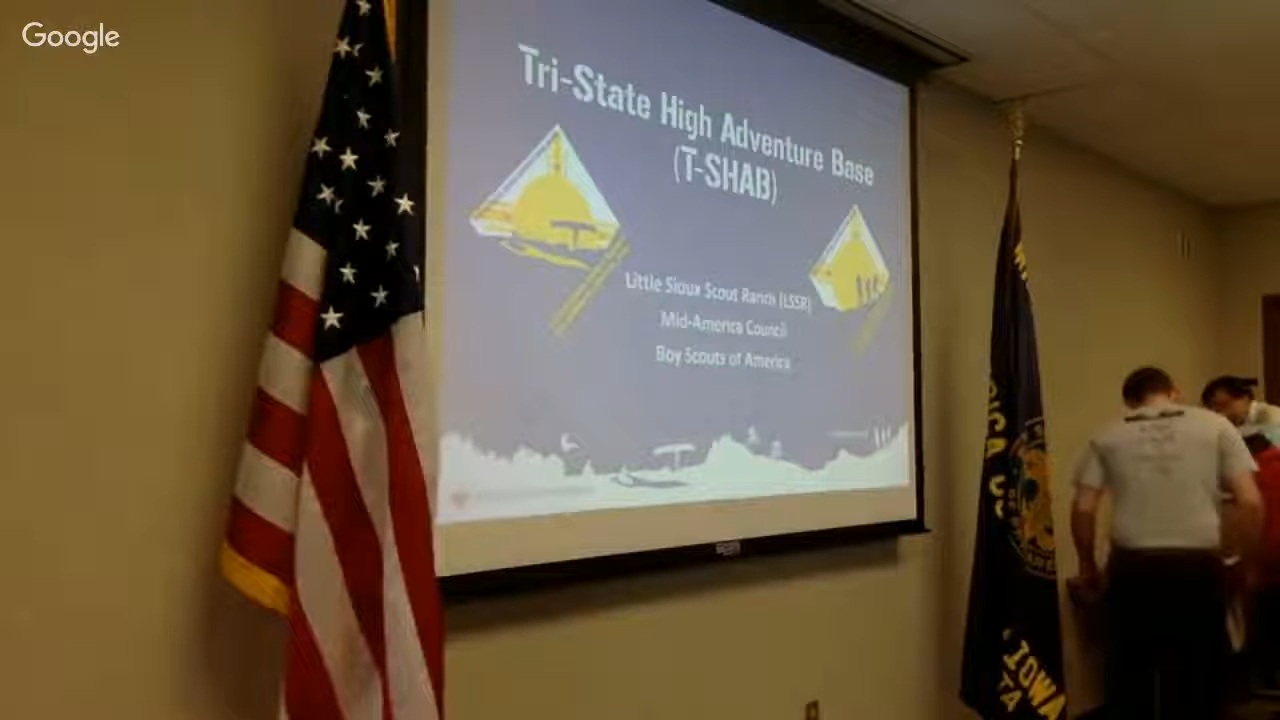 Google
Tri-State High Adventure Base
(T-SHAB)
Little Sioux Scout Ranch (LSSR)
Mid-America Council
Boy Scouts of America
IOWA